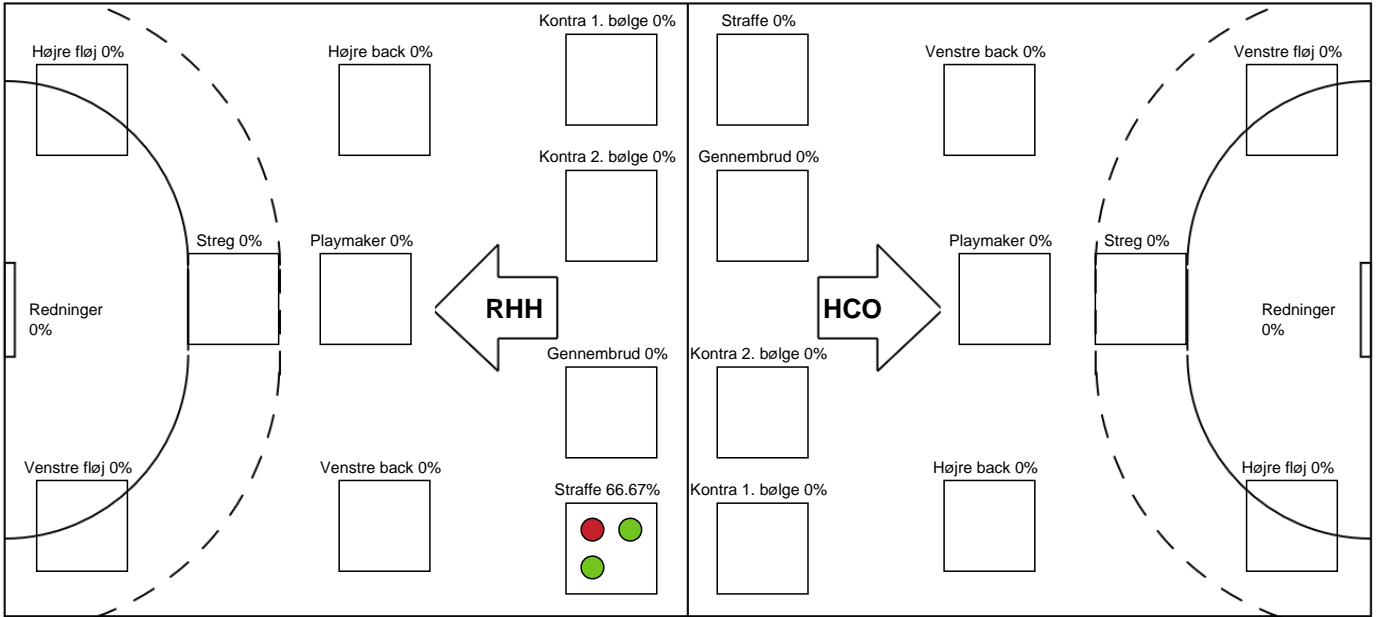 Kontra 1. bølge 0%
Straffe 0%
Højre fløj 0%
Højre back 0%
Venstre back 0%
Venstre fløj 0%
Kontra 2. bølge 0%
Gennembrud 0%
Streg 0%
Playmaker 0%
Playmaker 0%
Streg 0%
Redninger
0%
RHH
HCO
Redninger
0%
Gennembrud 0%
Kontra 2. bølge 0%
Venstre fløj 0%
Venstre back 0%
Højre back 0%
Højre fløj 0%
Straffe 66.67%
Kontra 1. bølge 0%